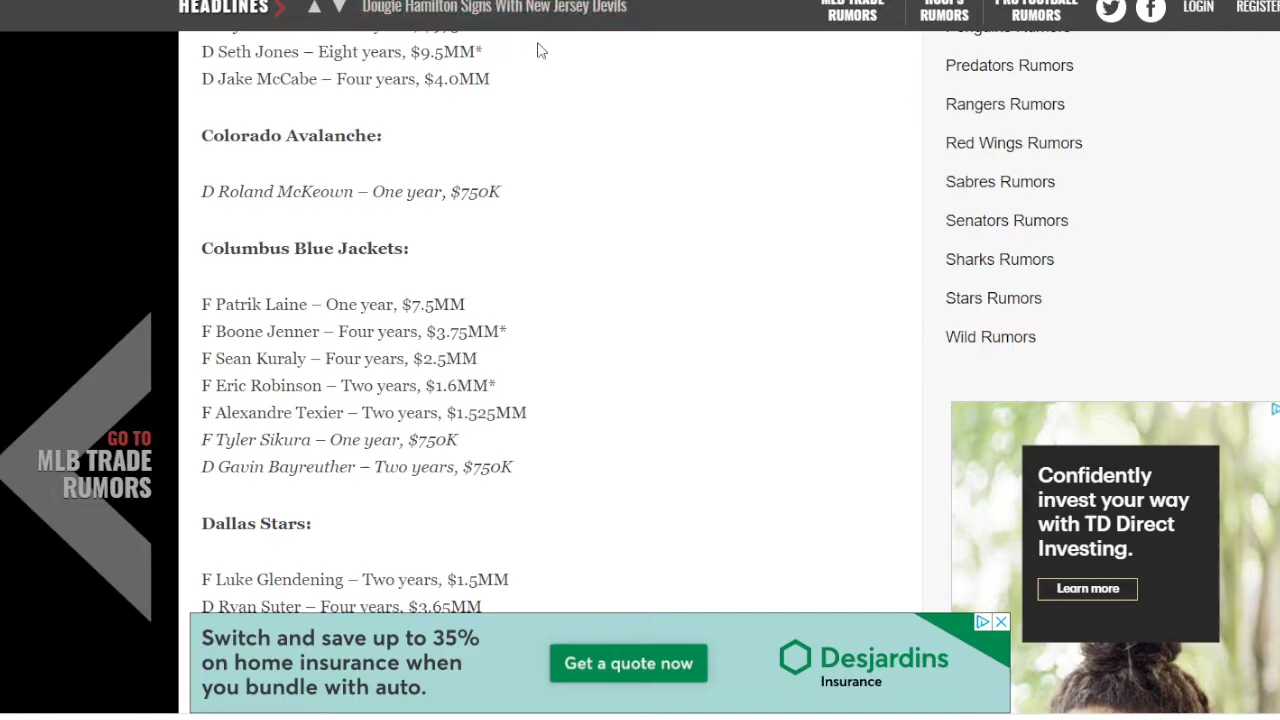 HEADLINES
Dougie Hamilton Signs With New Jersey Devils
MLB TRADE
RUMORS
RUMORS
PRO FOOTBALL
RUMORS
LOGIN
REGISTER
D Seth Jones – Eight years, $9.5MM*
D Jake McCabe – Four years, $4.0MM
Colorado Avalanche:
D Roland McKeown – One year, $750K
Columbus Blue Jackets:
F Patrik Laine – One year, $7.5MM
F Boone Jenner – Four years, $3.75MM*
F Sean Kuraly – Four years, $2.5MM
F Eric Robinson – Two years, $1.6MM*
F Alexandre Texier – Two years, $1.525MM
F Tyler Sikura – One year, $750K
D Gavin Bayreuther – Two years, $750K
Dallas Stars:
F Luke Glendening – Two years, $1.5MM
D Ryan Suter – Four years, $3.65MM
GO TO
MLB TRADE
RUMORS
Penguins Rumors
Predators Rumors
Rangers Rumors
Red Wings Rumors
Sabres Rumors
Senators Rumors
Sharks Rumors
Stars Rumors
Wild Rumors
Confidently
invest your way
with TD Direct
Investing.
Learn more
Switch and save up to 35%
on home insurance when
you bundle with auto.
Get a quote now
Desjardins
Insurance